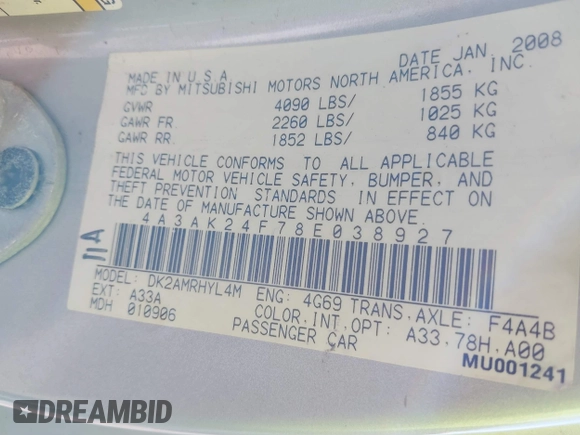 DATE JAN. 2008
MADE IN U.S.A.
MFD BY MITSUBISHI MOTORS NORTH AMERICA, INC.
GVWR 4090 LBS/ 1855 KG
GAWR FR 2260 LBS/ 1025 KG
GAWR RR. 1852 LBS/ 840 KG
THIS VEHICLE CONFORMS TO ALL APPLICABLE
FEDERAL MOTOR VEHICLE SAFETY, BUMPER, AND
THEFT PREVENTION STANDARDS IN EFFECT ON
THE DATE OF MANUFACTURE SHOWN ABOVE.
4A3AK24F78E038927
MODEL: DK2AMRHYL4M ENG: 4G69 TRANS,AXLE: F4A4B
EXT: A33A COLOR,INT,OPT: A33,78H,A00
MDH 010906 PASSENGER CAR
MU001241
DREAMBID